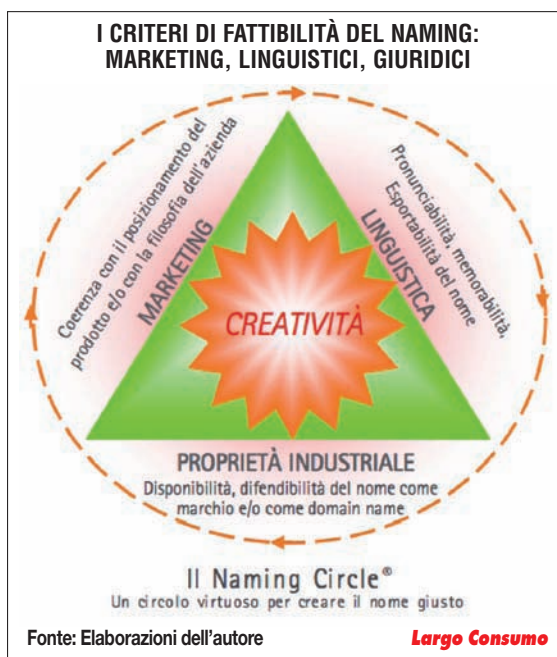 I CRITERI DI FATTIBILITÀ DEL NAMING:
MARKETING, LINGUISTICI, GIURIDICI
Coerenza con il posizionamento del
prodotto e/o con la filosofia dell'azienda
MARKETING
Pronunciabilità, memorabilità,
Esportabilità del nome
LINGUISTICA
CREATIVITÀ
PROPRIETÀ INDUSTRIALE
Disponibilità, difendibilità del nome come
marchio e/o come domain name
Il Naming Circle®
Un circolo virtuoso per creare il nome giusto
Fonte: Elaborazioni dell'autore
Largo Consumo